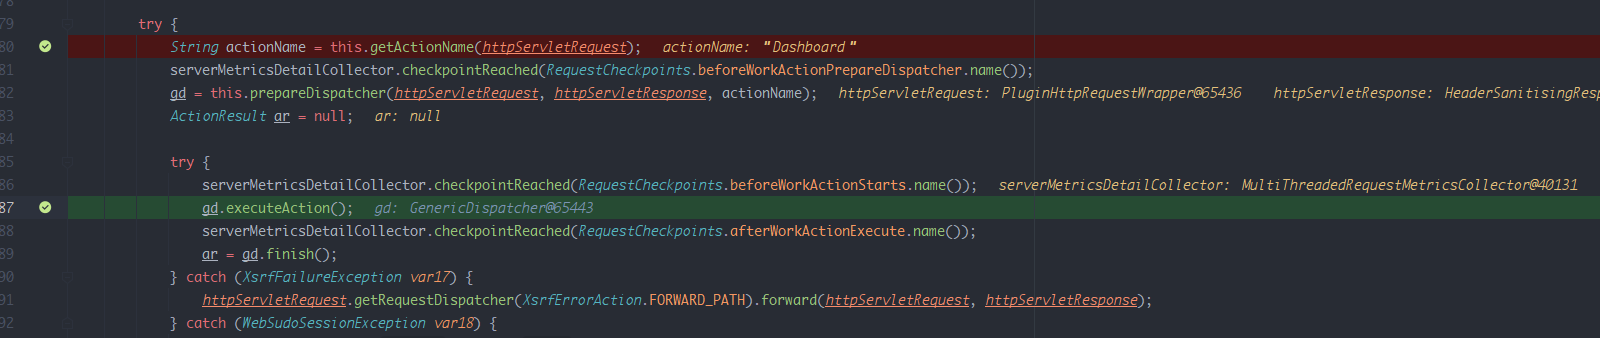 78
79 try {
80 String actionName = this.getActionName(httpServletRequest); actionName: "Dashboard"
81 serverMetricsDetailCollector.checkpointReached(RequestCheckpoints.beforeWorkActionPrepareDispatcher.name());
82 gd = this.prepareDispatcher(httpServletRequest, httpServletResponse, actionName); httpServletRequest: PluginHttpRequestWrapper@65436 httpServletResponse: HeaderSanitisingResp
83 ActionResult ar = null; ar: null
84
85 try {
86 serverMetricsDetailCollector.checkpointReached(RequestCheckpoints.beforeWorkActionStarts.name()); serverMetricsDetailCollector: MultiThreadedRequestMetricsCollector@40131
87 gd.executeAction(); gd: GenericDispatcher@65443
88 serverMetricsDetailCollector.checkpointReached(RequestCheckpoints.afterWorkActionExecute.name());
89 ar = gd.finish();
90 } catch (XsrfFailureException var17) {
91 httpServletRequest.getRequestDispatcher(XsrfErrorAction.FORWARD_PATH).forward(httpServletRequest, httpServletResponse);
92 } catch (WebSudoSessionException var18) {